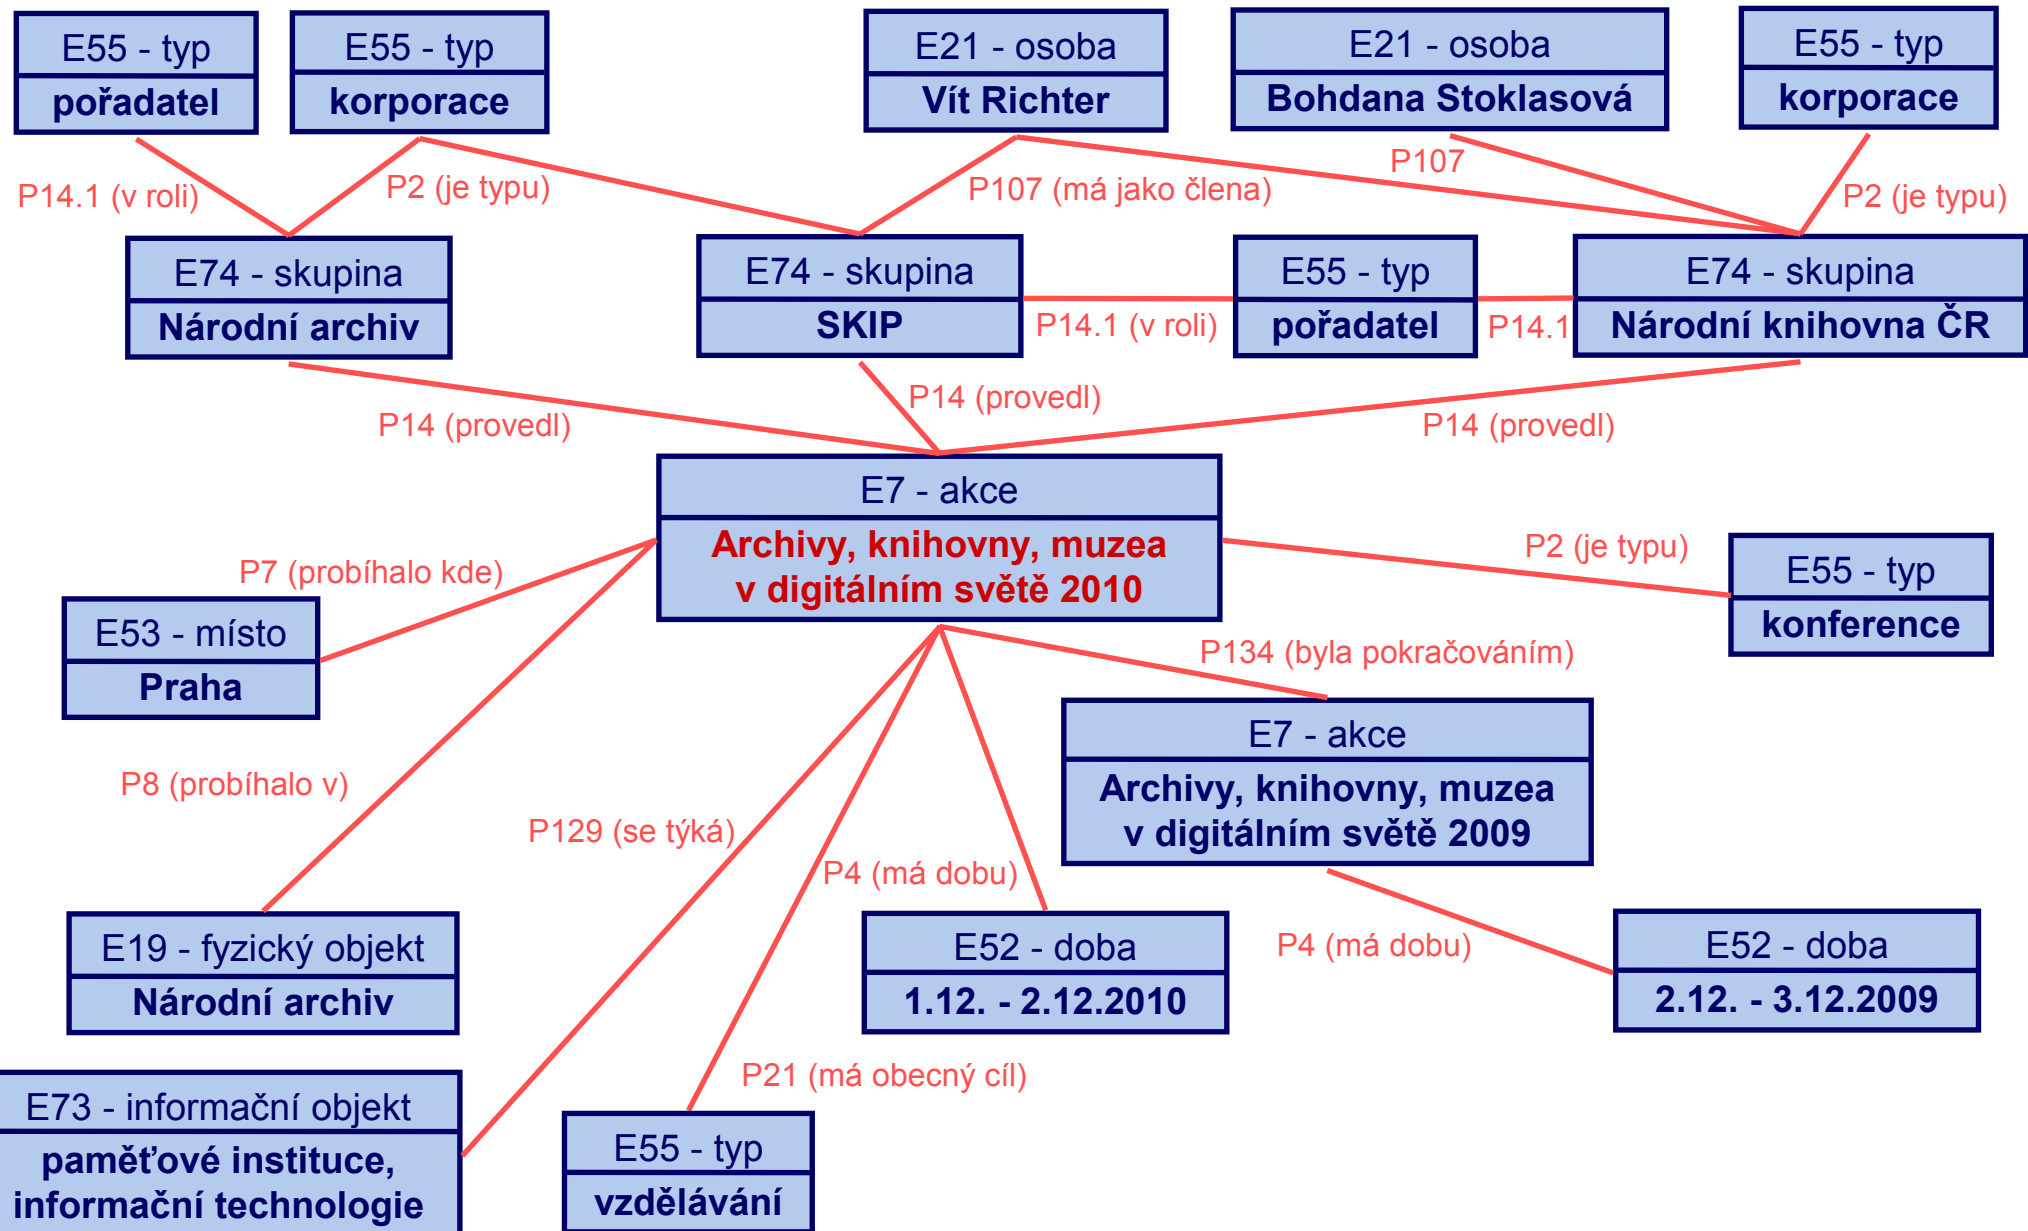 E55 - typ
pořadatel
E55 - typ
korporace
E21 - osoba
Vít Richter
E21 - osoba
Bohdana Stoklasová
E55 - typ
korporace
P14.1 (v roli)
P2 (je typu)
P107 (má jako člena)
P107
P2 (je typu)
E74 - skupina
Národní archiv
E74 - skupina
SKIP
P14.1 (v roli)
E55 - typ
pořadatel
P14.1
E74 - skupina
Národní knihovna ČR
P14 (provedl)
P14 (provedl)
P14 (provedl)
E7 - akce
Archivy, knihovny, muzea
v digitálním světě 2010
P7 (probíhalo kde)
P2 (je typu)
E53 - místo
Praha
E55 - typ
konference
P134 (byla pokračováním)
E7 - akce
Archivy, knihovny, muzea
v digitálním světě 2009
P8 (probíhalo v)
P129 (se týká)
P4 (má dobu)
P4 (má dobu)
E19 - fyzický objekt
Národní archiv
E52 - doba
1.12. - 2.12.2010
E52 - doba
2.12. - 3.12.2009
P21 (má obecný cíl)
E73 - informační objekt
paměťové instituce,
informační technologie
E55 - typ
vzdělávání